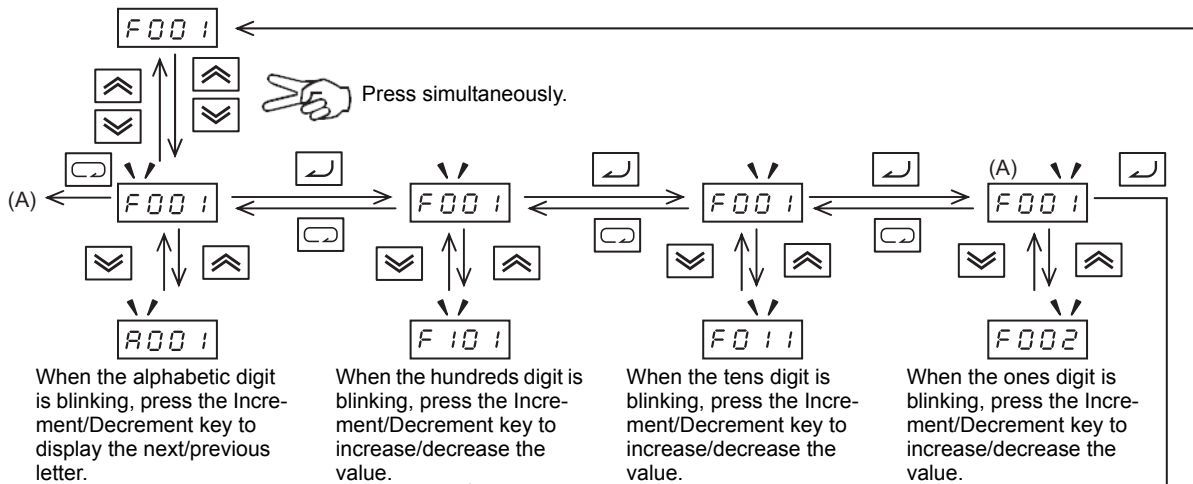 F001
Press simultaneously.
(A)
F001
F001
F001
(A)
F001
A001
F101
F011
F002
When the alphabetic digit
is blinking, press the Incre-
ment/Decrement key to
display the next/previous
letter.
When the hundreds digit is
blinking, press the Incre-
ment/Decrement key to
increase/decrease the
value.
When the tens digit is
blinking, press the Incre-
ment/Decrement key to
increase/decrease the
value.
When the ones digit is
blinking, press the Incre-
ment/Decrement key to
increase/decrease the
value.